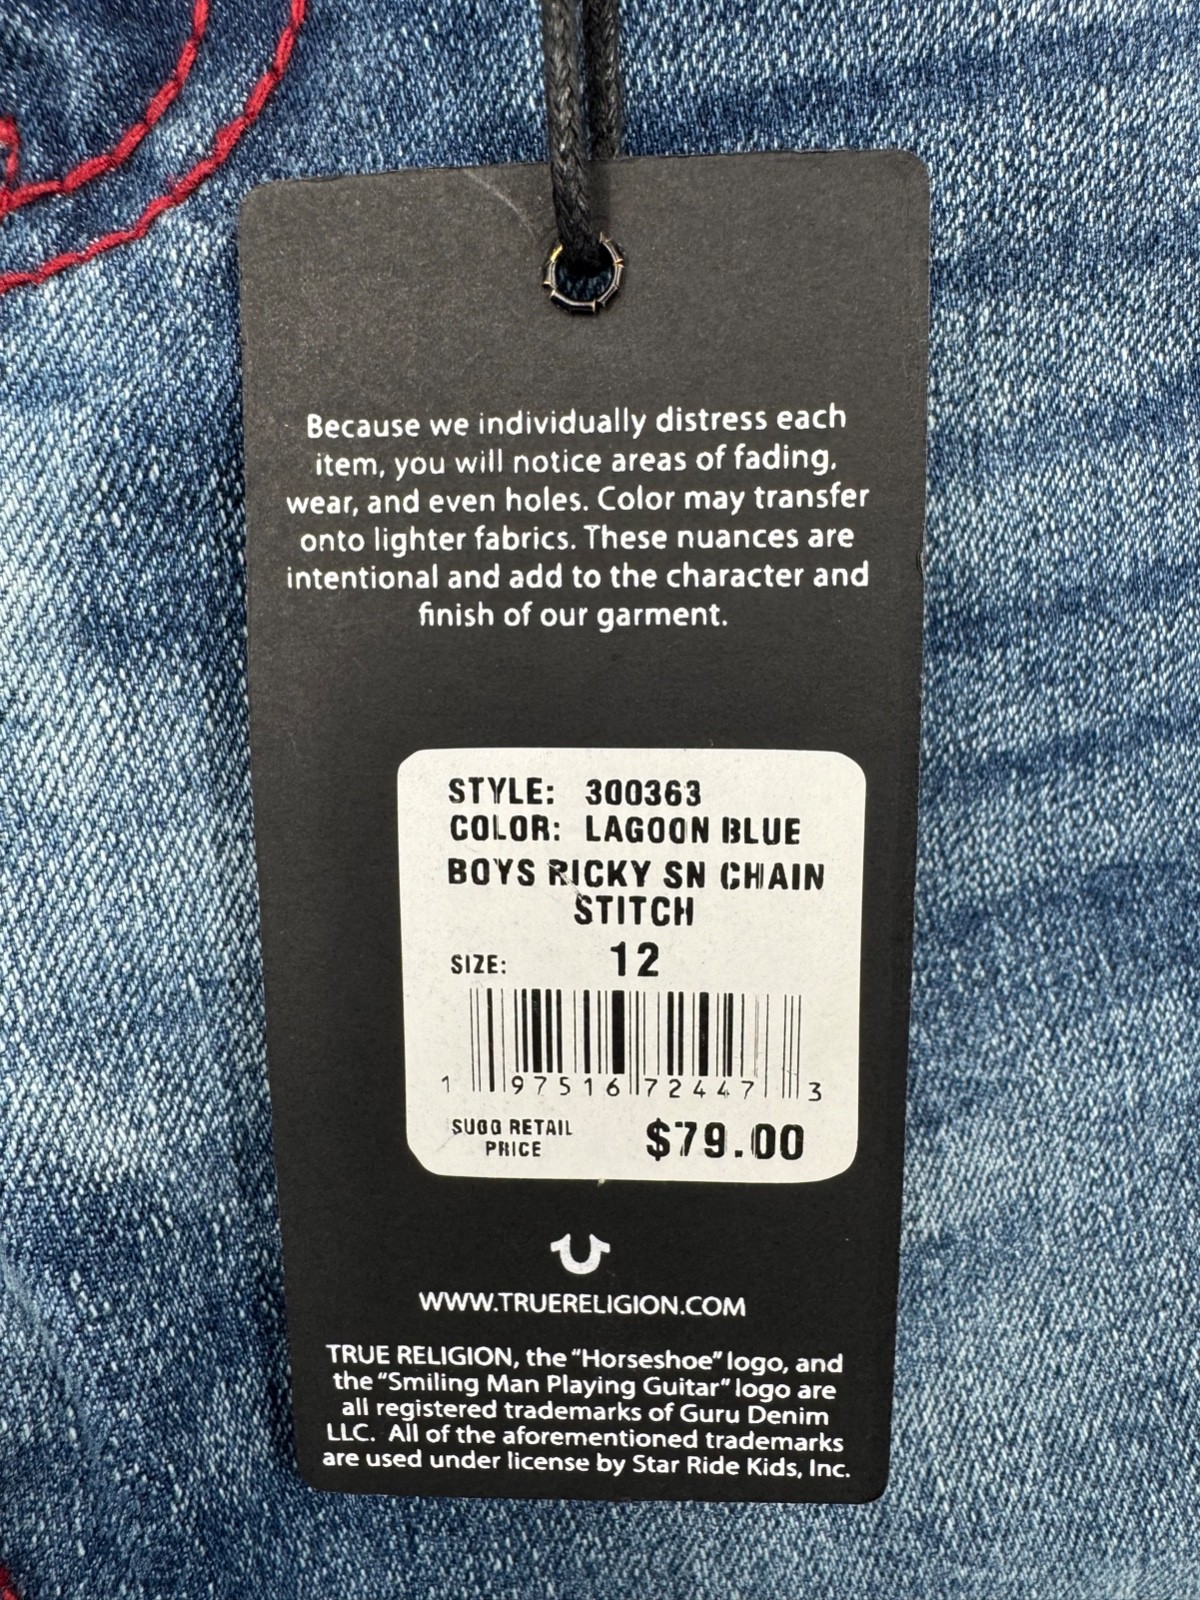 Because we individually distress each
item, you will notice areas of fading,
wear, and even holes. Color may transfer
onto lighter fabrics. These nuances are
intentional and add to the character and
finish of our garment.
STYLE: 300363
COLOR: LAGOON BLUE
BOYS RICKY SN CHAIN
STITCH
SIZE: 12
1 97516 72447 3
SUGG RETAIL
PRICE $79.00
WWW.TRUERELIGION.COM
TRUE RELIGION, the "Horseshoe" logo, and
the "Smiling Man Playing Guitar" logo are
all registered trademarks of Guru Denim
LLC. All of the aforementioned trademarks
are used under license by Star Ride Kids, Inc.